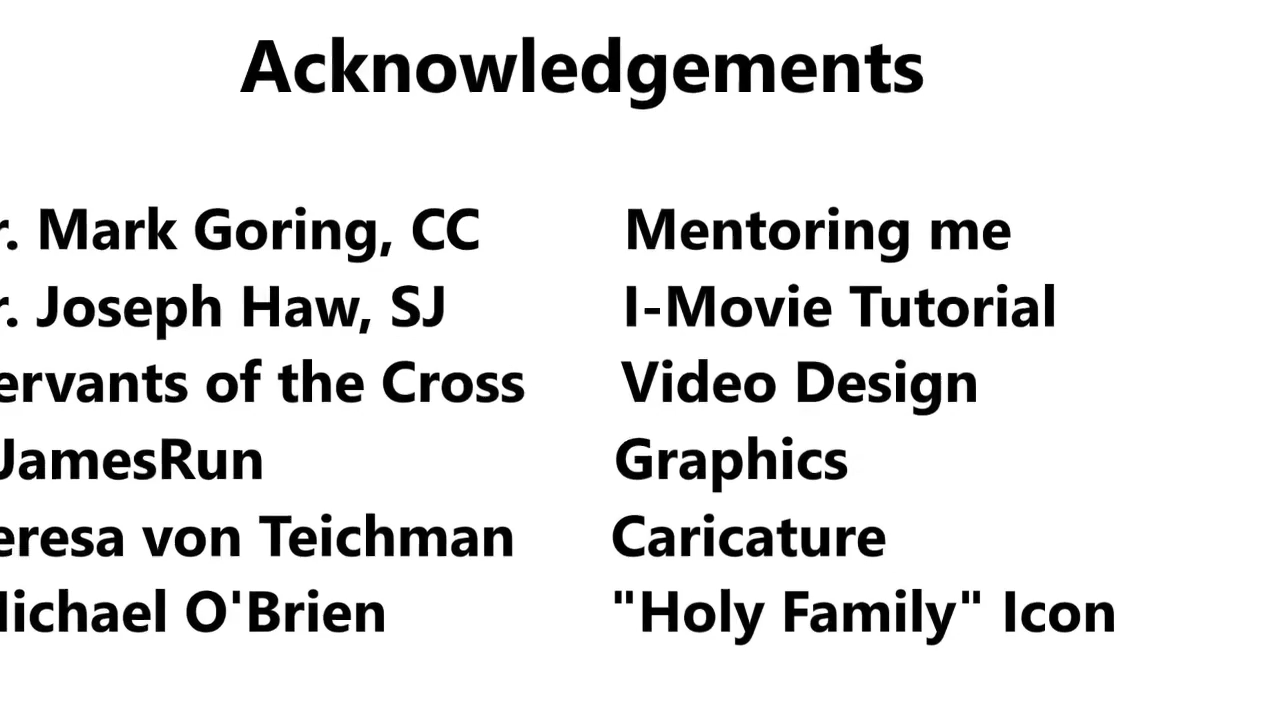 Acknowledgements
r. Mark Goring, CC Mentoring me
r. Joseph Haw, SJ I-Movie Tutorial
ervants of the Cross Video Design
JamesRun Graphics
eresa von Teichman Caricature
ichael O'Brien "Holy Family" Icon